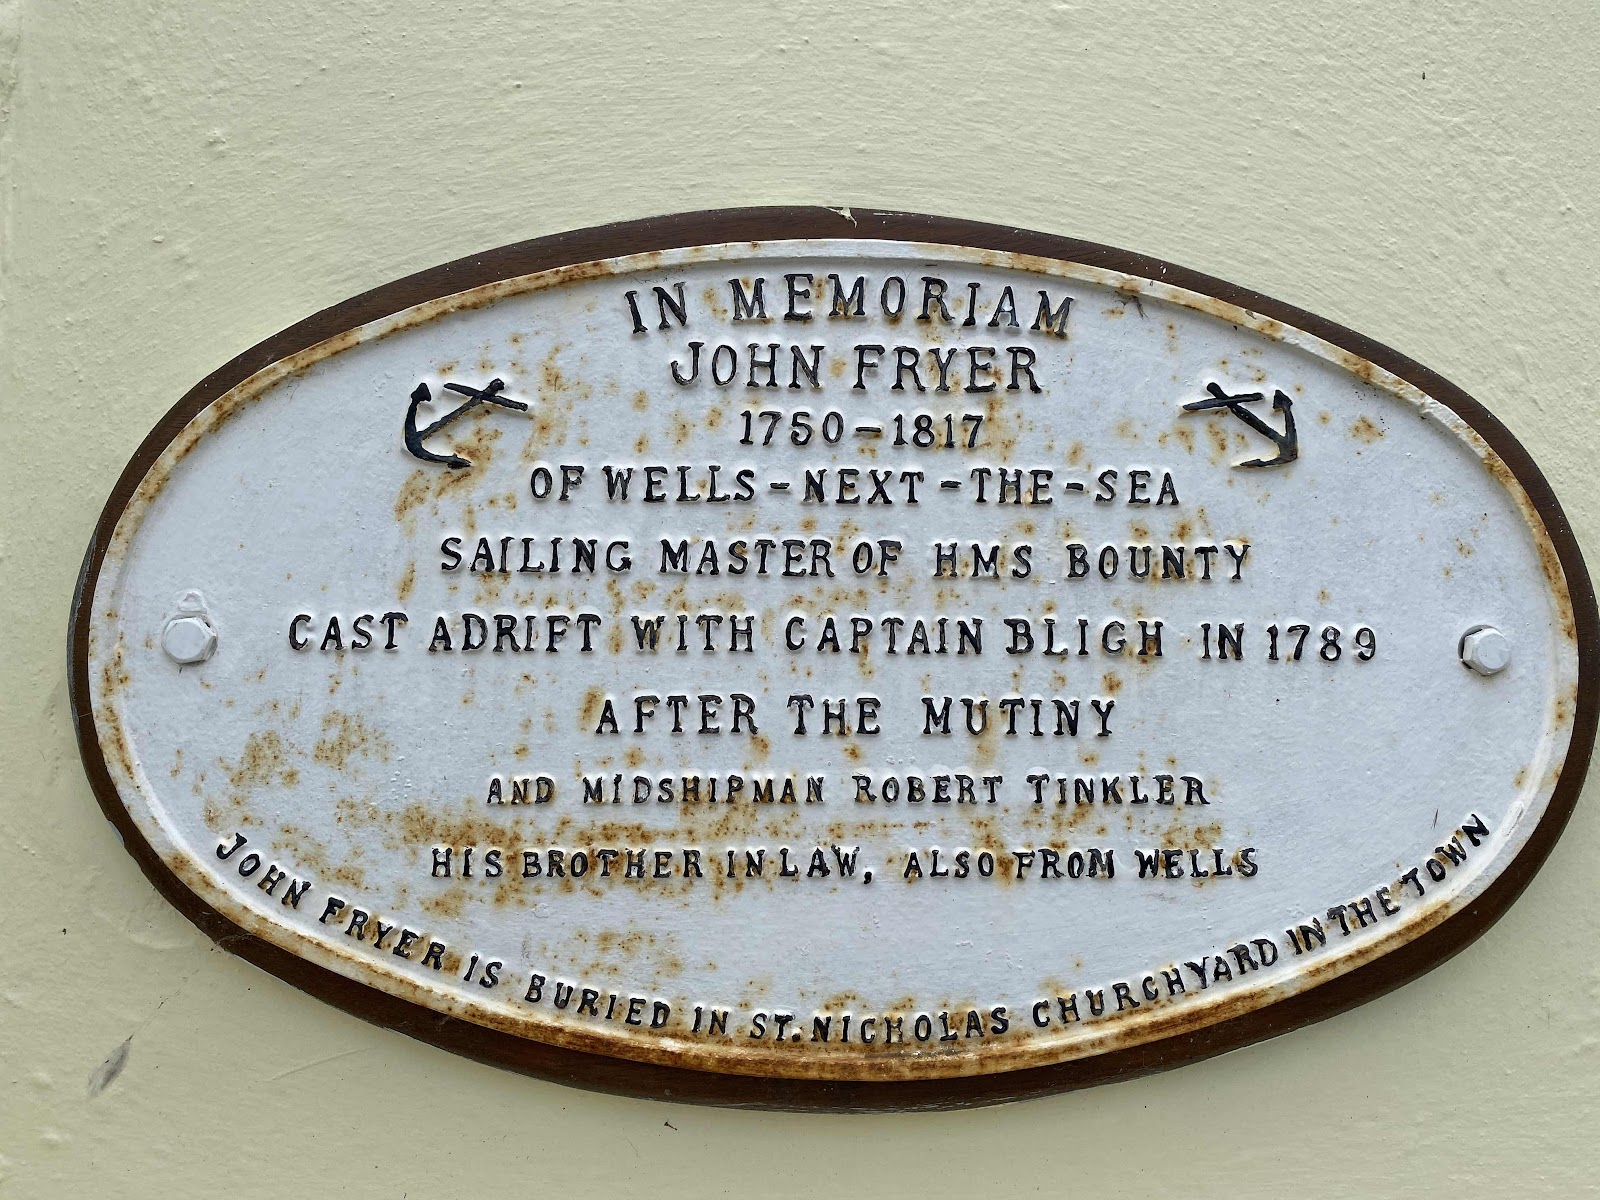 IN MEMORIAM
JOHN FRYER
1750-1817
OF WELLS-NEXT-THE-SEA
SAILING MASTER OF HMS BOUNTY
CAST ADRIFT WITH CAPTAIN BLIGH IN 1789
AFTER THE MUTINY
AND MIDSHIPMAN ROBERT TINKLER
HIS BROTHER IN LAW, ALSO FROM WELLS
JOHN FRYER IS BURIED IN ST. NICHOLAS CHURCHYARD IN THE TOWN